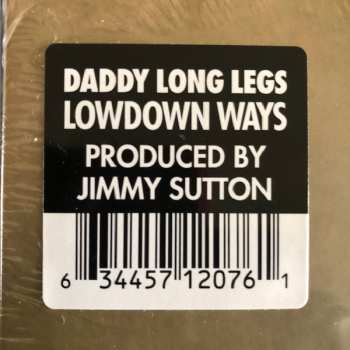 DADDY LONG LEGS
LOWDOWN WAYS
PRODUCED BY
JIMMY SUTTON
6 34457 12076 1